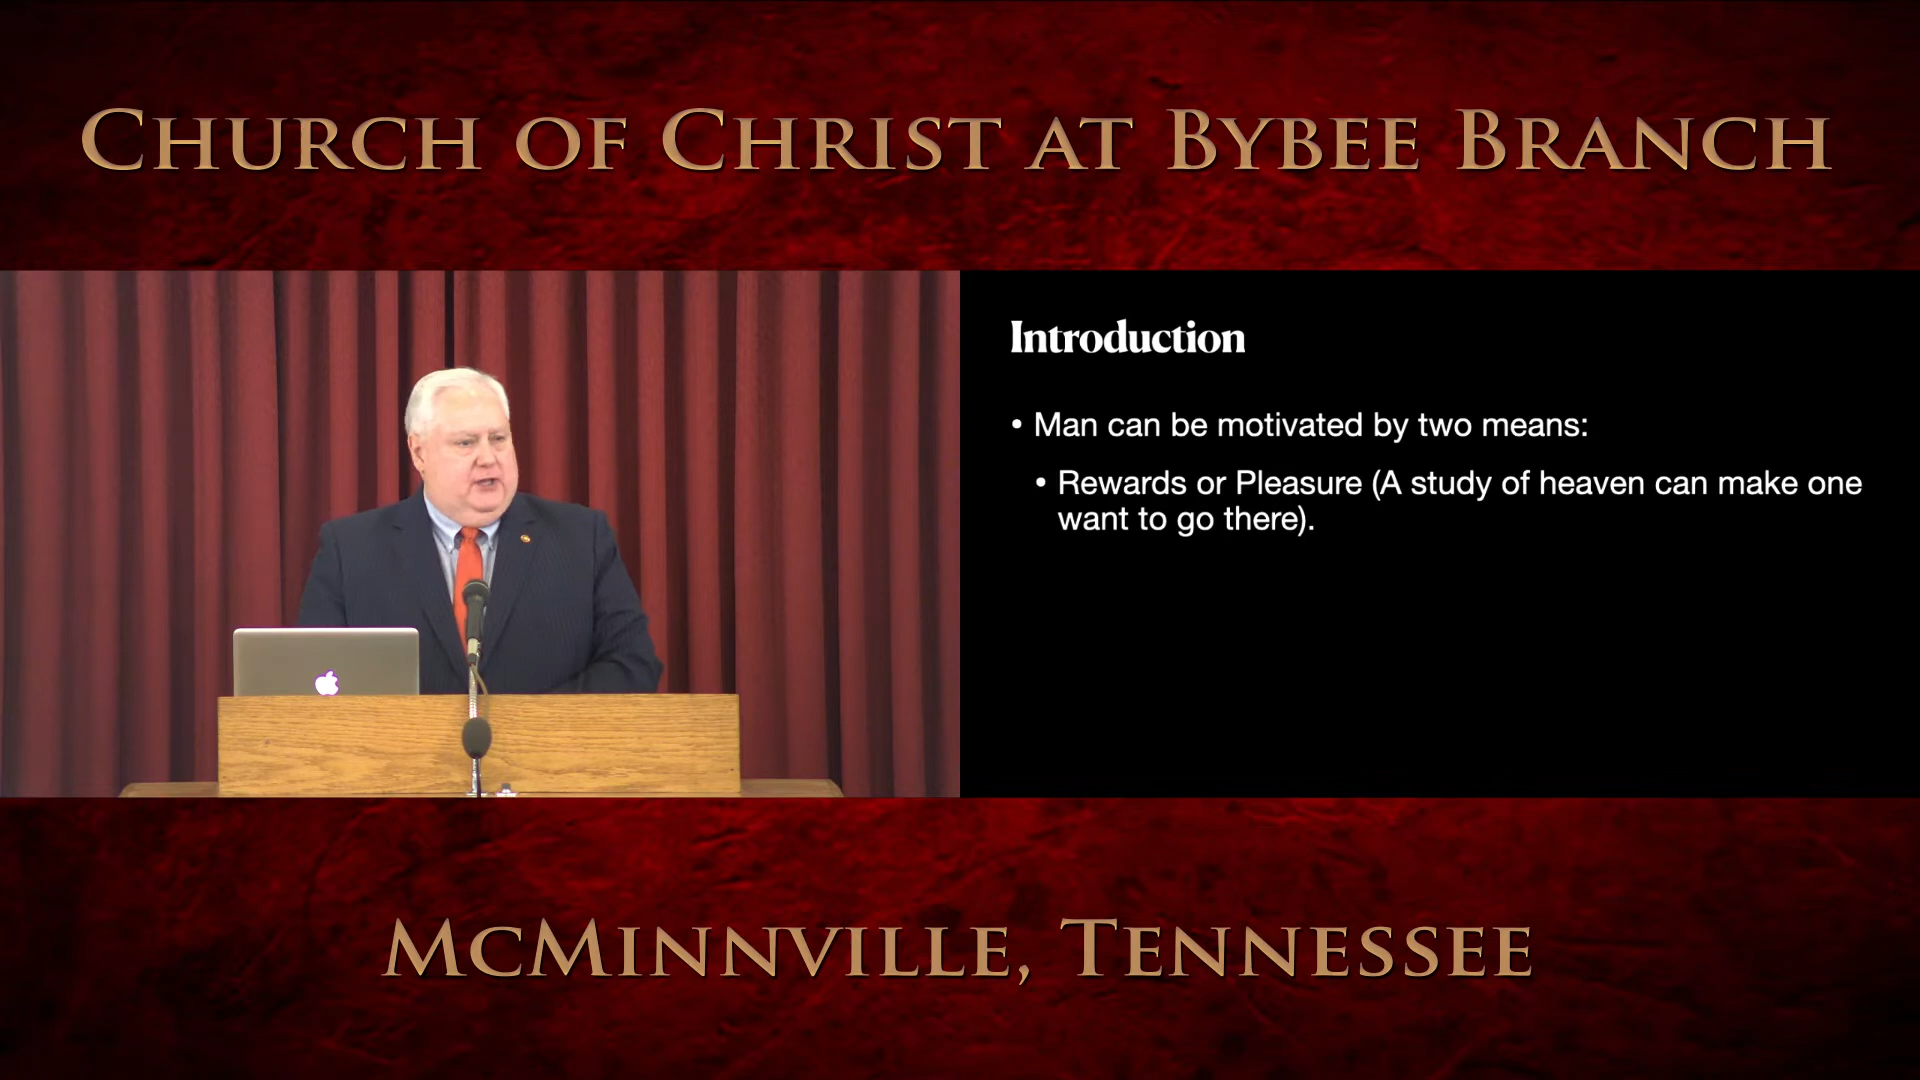 Church of Christ at Bybee Branch
Introduction
• Man can be motivated by two means:
• Rewards or Pleasure (A study of heaven can make one
want to go there).
McMinnville, Tennessee